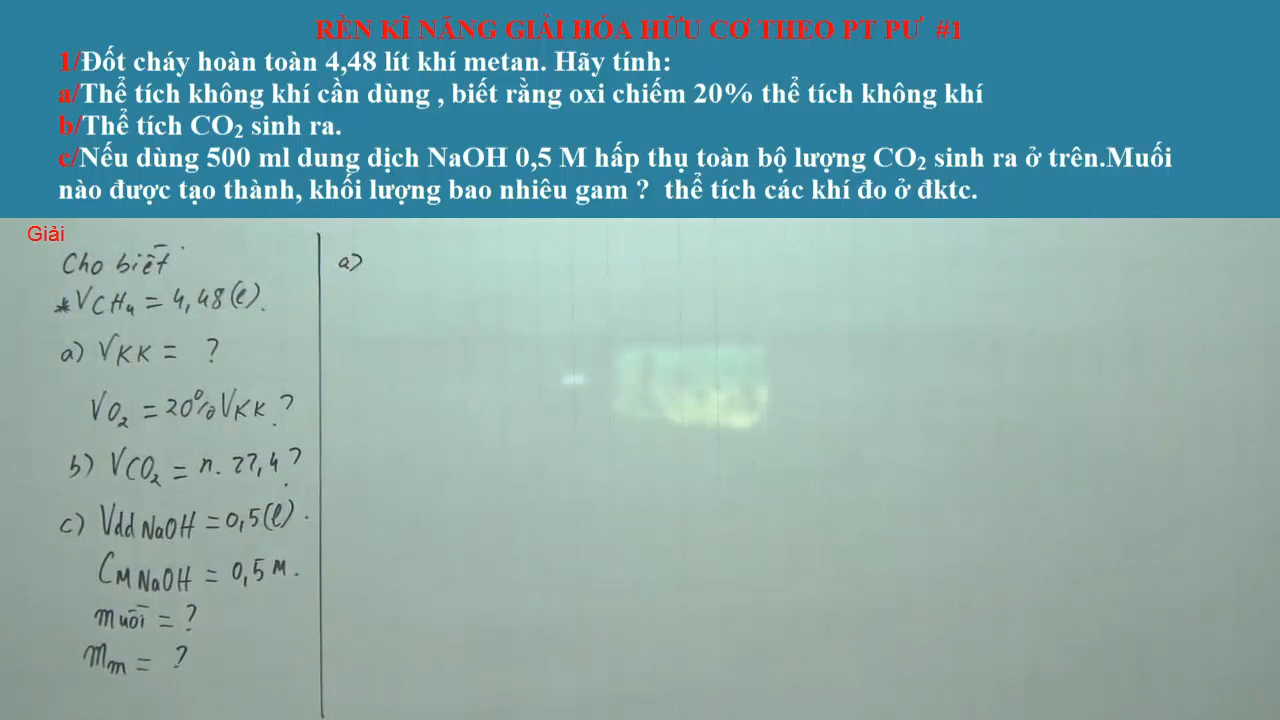 RÈN KĨ NĂNG GIẢI HÓA HỮU CƠ THEO PT PƯ #1
1/Đốt cháy hoàn toàn 4,48 lít khí metan. Hãy tính:
a/Thể tích không khí cần dùng , biết rằng oxi chiếm 20% thể tích không khí
b/Thể tích CO₂ sinh ra.
c/Nếu dùng 500 ml dung dịch NaOH 0,5 M hấp thụ toàn bộ lượng CO₂ sinh ra ở trên.Muối
nào được tạo thành, khối lượng bao nhiêu gam ? thể tích các khí đo ở đktc.
Giải
Cho biết
*VCH₄ = 4,48(l).
a) VKK = ?
VO₂ = 20% VKK ?
b) VCO₂ = n. 22,4 ?
c) Vdd NaOH = 0,5(l).
CM NaOH = 0,5 M.
muối = ?
mm = ?
a)